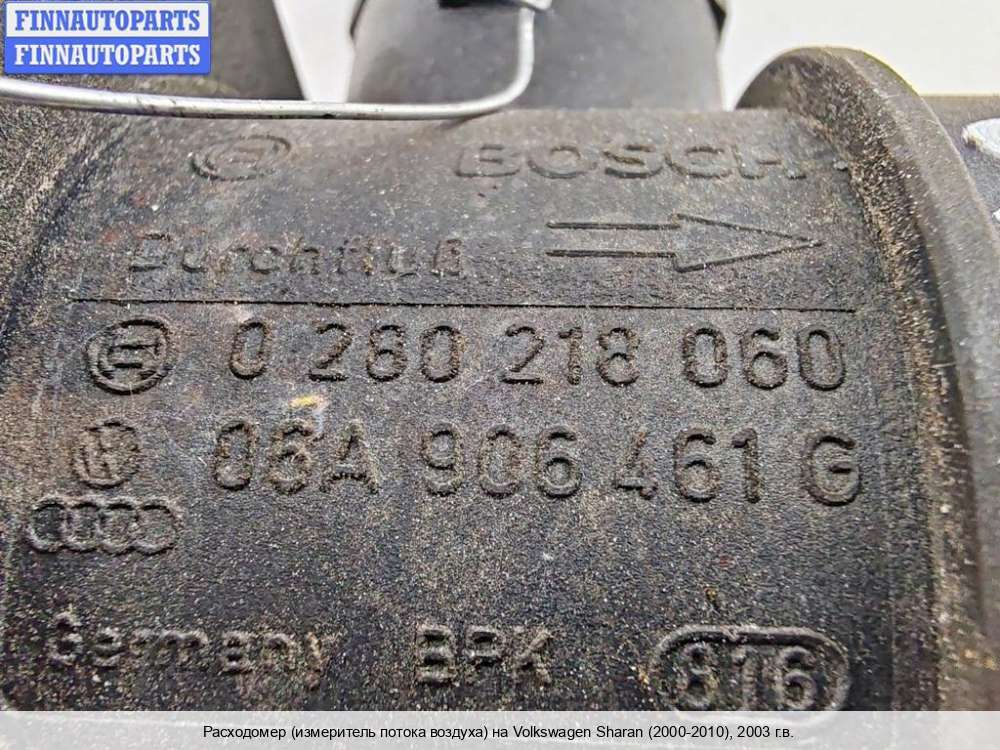 FINNAUTOPARTS
FINNAUTOPARTS
BOSCH
Durchfluß
0 280 218 060
06A 906 461 G
Germany BPK 876
Расходомер (измеритель потока воздуха) на Volkswagen Sharan (2000-2010), 2003 г.в.